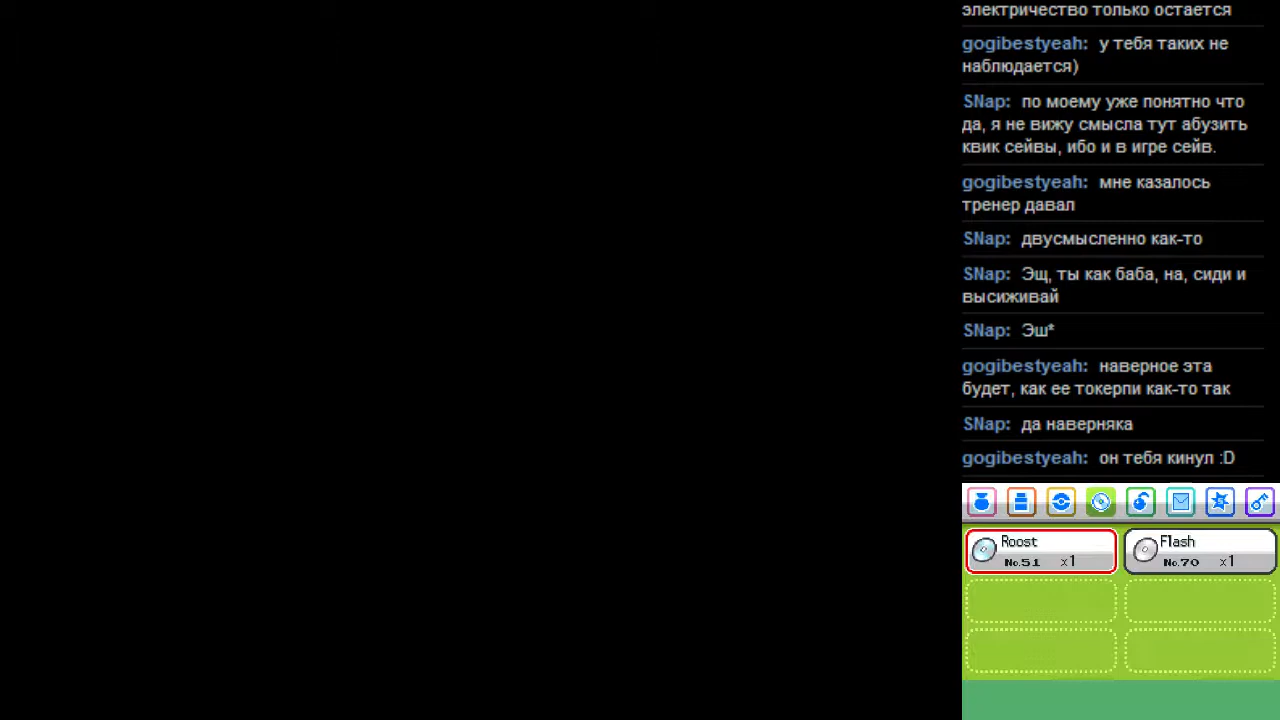 электричество только остается
gogibestyeah: у тебя таких не
наблюдается)
SNap: по моему уже понятно что
да, я не вижу смысла тут абузить
квик сейвы, ибо и в игре сейв.
gogibestyeah: мне казалось
тренер давал
SNap: двусмысленно как-то
SNap: Эщ, ты как баба, на, сиди и
высиживай
SNap: Эш*
gogibestyeah: наверное эта
будет, как ее токерпи как-то так
SNap: да наверняка
gogibestyeah: он тебя кинул :D
Roost
No.51 x1
Flash
No.70 x1